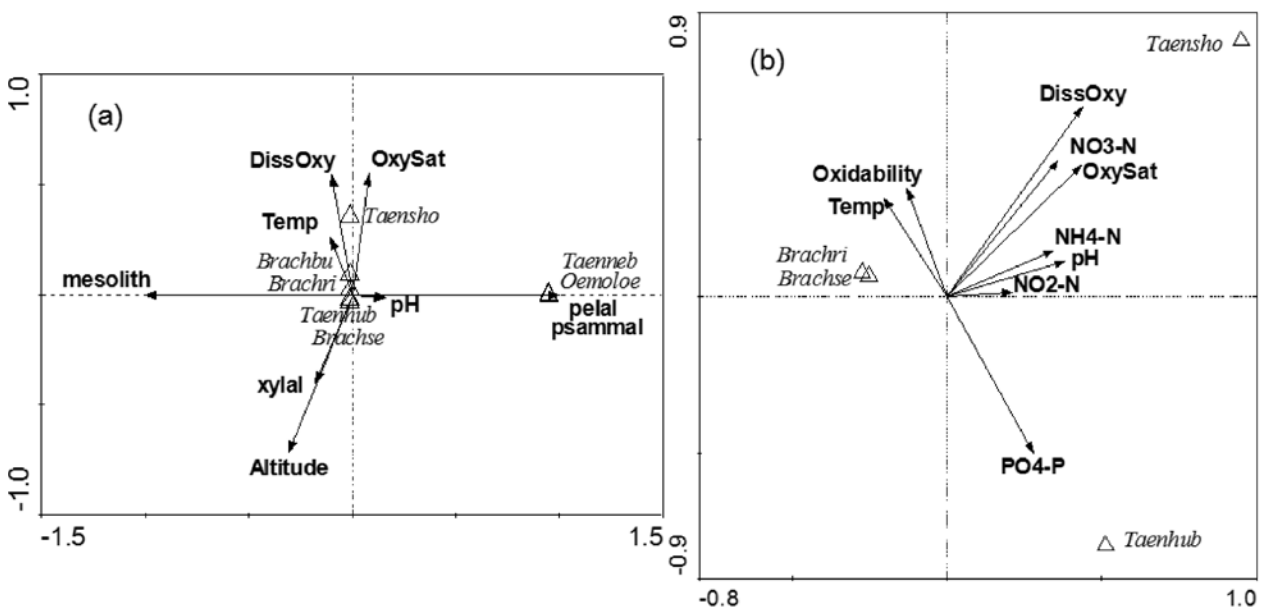 1.0
(a)
DissOxy
OxySat
Temp
Taensho
Brachbu
Brachri
mesolith
Taenneb
Oemoloe
pH
Taenhub
Brachse
pelal
psammal
xylal
Altitude
-1.0
-1.5
1.5
0.9
(b)
Taensho
DissOxy
NO3-N
OxySat
Oxidability
Temp
NH4-N
pH
NO2-N
Brachri
Brachse
PO4-P
Taenhub
-0.9
-0.8
1.0